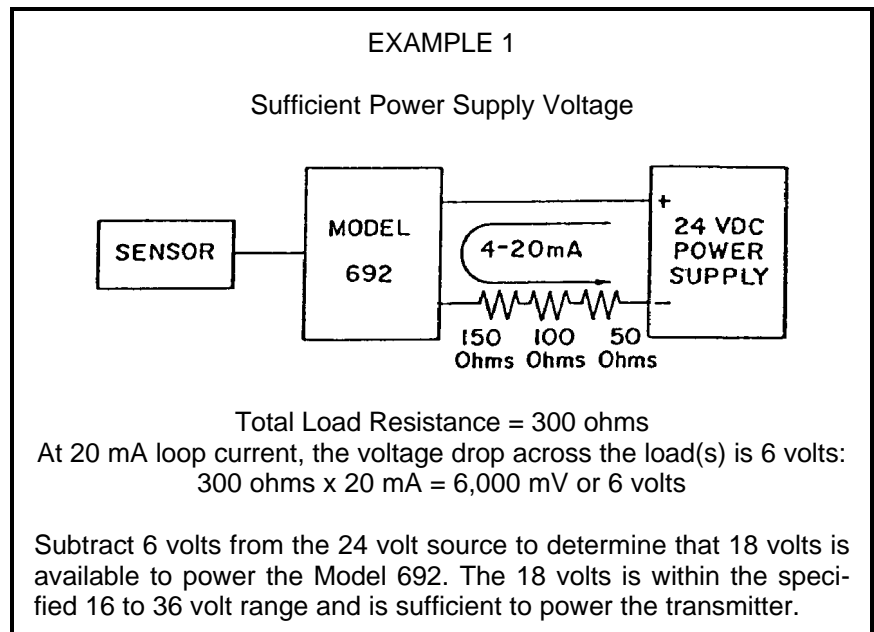 EXAMPLE 1
Sufficient Power Supply Voltage
SENSOR
MODEL
692
4-20mA
+
24 VDC
POWER
SUPPLY
–
150
Ohms
100
Ohms
50
Ohms
Total Load Resistance = 300 ohms
At 20 mA loop current, the voltage drop across the load(s) is 6 volts:
300 ohms x 20 mA = 6,000 mV or 6 volts
Subtract 6 volts from the 24 volt source to determine that 18 volts is
available to power the Model 692. The 18 volts is within the speci-
fied 16 to 36 volt range and is sufficient to power the transmitter.